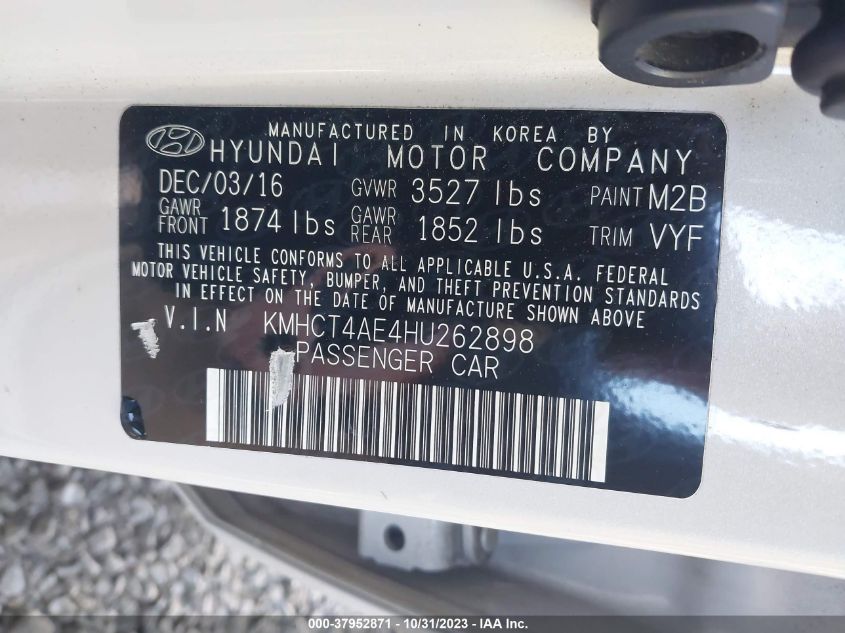 MANUFACTURED IN KOREA BY
HYUNDAI MOTOR COMPANY
DEC/03/16 GVWR 3527 lbs PAINT M2B
GAWR FRONT 1874 lbs GAWR REAR 1852 lbs TRIM VYF
THIS VEHICLE CONFORMS TO ALL APPLICABLE U.S.A. FEDERAL
MOTOR VEHICLE SAFETY, BUMPER, AND THEFT PREVENTION STANDARDS
IN EFFECT ON THE DATE OF MANUFACTURE SHOWN ABOVE
V.I.N KMHCT4AE4HU262898
PASSENGER CAR
000-37952871 - 10/31/2023 - IAA Inc.